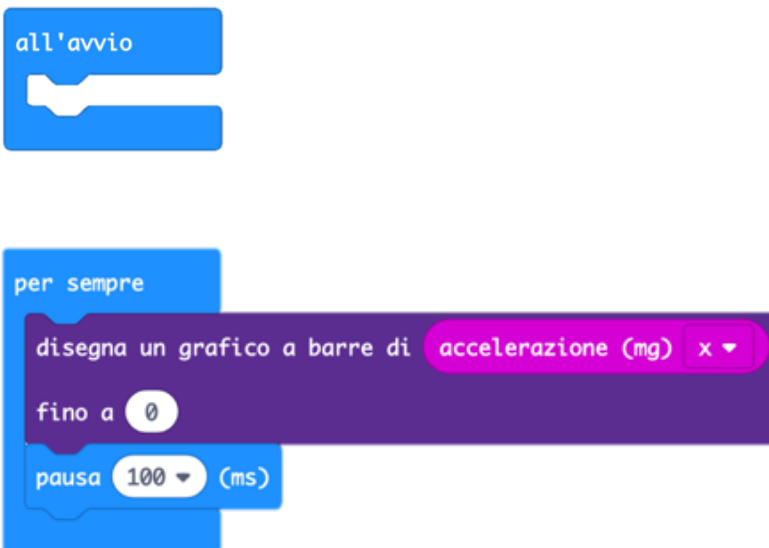 all'avvio
per sempre
disegna un grafico a barre di accelerazione (mg) x
fino a 0
pausa 100 (ms)